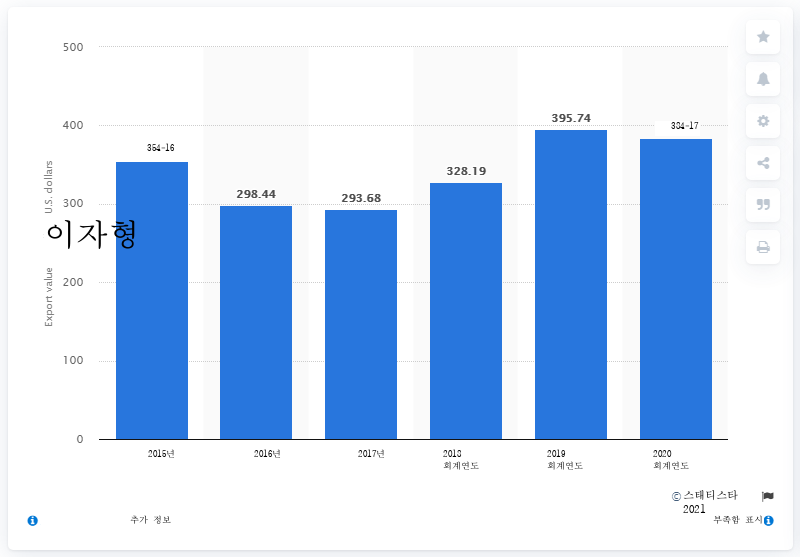 500
400
300
200
100
0
Export value
이자형
U.S. dollars
354-16
298.44
293.68
328.19
395.74
384-17
2015년
2016년
2017년
2018
회계연도
2019
회계연도
2020
회계연도
© 스태티스타
2021
추가 정보
부족함 표시